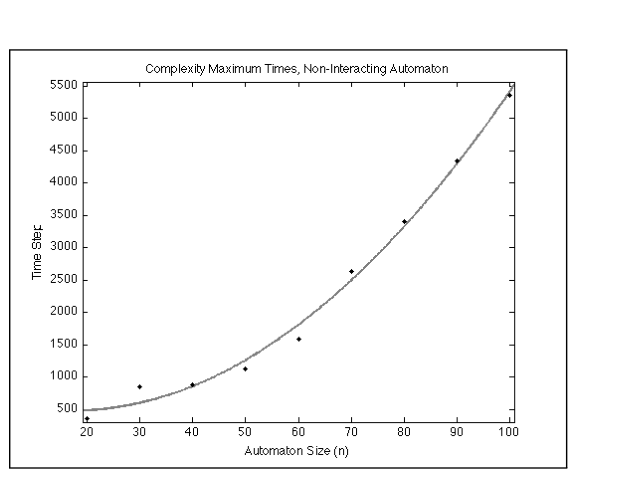 Complexity Maximum Times, Non-Interacting Automaton
5500
5000
4500
4000
3500
3000
2500
2000
1500
1000
500
Time Step
20 30 40 50 60 70 80 90 100
Automaton Size (n)